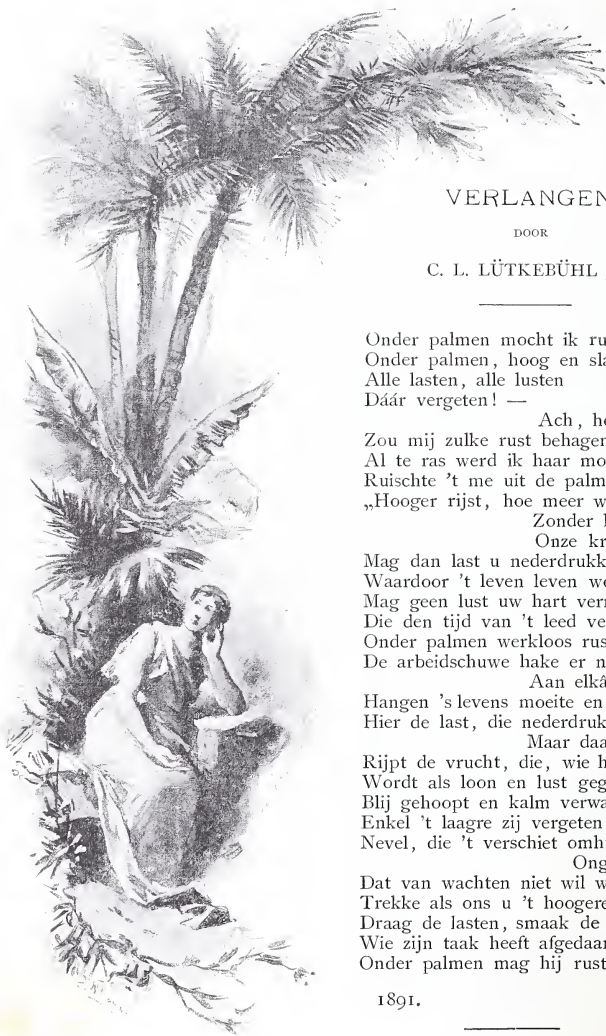 VERLANGEN
DOOR
C. L. LÜTKEBÜHL
Onder palmen mocht ik ru
Onder palmen, hoog en sla
Alle lasten, alle lusten
Dáár vergeten! —
Ach, ho
Zou mij zulke rust behagen
Al te ras werd ik haar mo
Ruischte 't me uit de palm
„Hooger rijst, hoe meer w
Zonder l
Onze kr
Mag dan last u nederdrukk
Waardoor 't leven leven we
Mag geen lust uw hart verr
Die den tijd van 't leed ve
Onder palmen werkloos rus
De arbeidschuwe hake er n
Aan elkâ
Hangen 's levens moeite en
Hier de last, die nederdruk
Maar daa
Rijpt de vrucht, die, wie h
Wordt als loon en lust geg
Blij gehoopt en kalm verwa
Enkel 't laagre zij vergeten
Nevel, die 't verschiet omh
Ong
Dat van wachten niet wil w
Trekke als ons u 't hoogere
Draag de lasten, smaak de
Wie zijn taak heeft afgedaan
Onder palmen mag hij rust
1891.